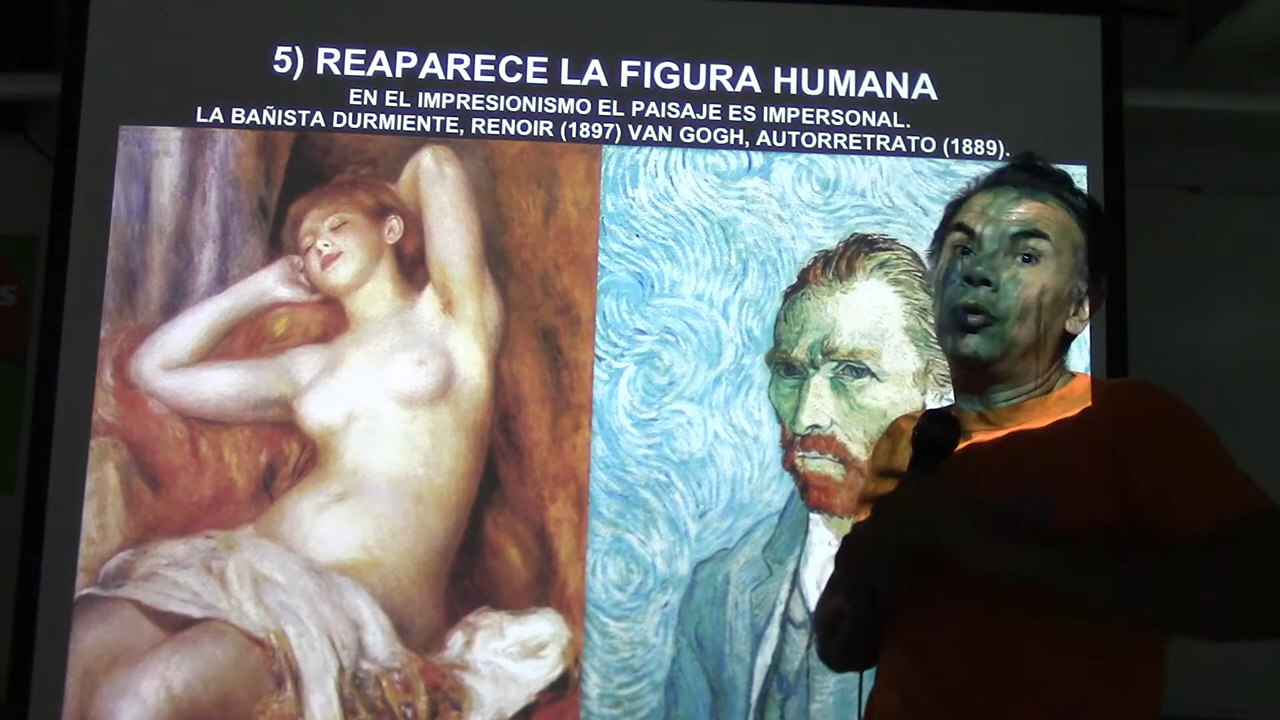 5) REAPARECE LA FIGURA HUMANA
EN EL IMPRESIONISMO EL PAISAJE ES IMPERSONAL.
LA BAÑISTA DURMIENTE, RENOIR (1897) VAN GOGH, AUTORRETRATO (1889).